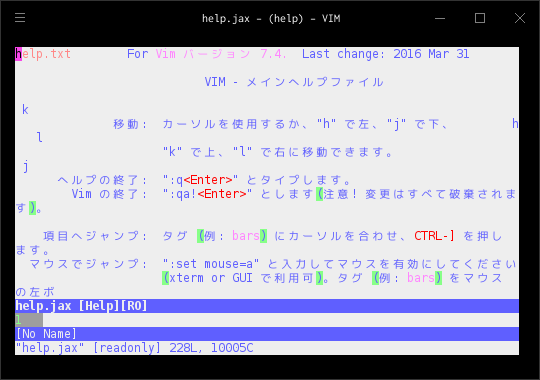 help.jax - (help) - VIM
help.txt For Vim バージョン 7.4. Last change: 2016 Mar 31
VIM - メインヘルプファイル
k
移動: カーソルを使用するか、"h" で左、"j" で下、 h
l
"k" で上、"l" で右に移動できます。
j
ヘルプの終了: ":q<Enter>" とタイプします。
Vim の終了: ":qa!<Enter>" とします(注意! 変更はすべて破棄されま
す)。
項目へジャンプ: タグ (例: bars) にカーソルを合わせ、CTRL-] を押し
ます。
マウスでジャンプ: ":set mouse=a" と入力してマウスを有効にしてください
(xterm or GUI で利用可)。タグ (例: bars) をマウス
の左ボ
help.jax [Help][RO]
1
[No Name]
"help.jax" [readonly] 228L, 10005C